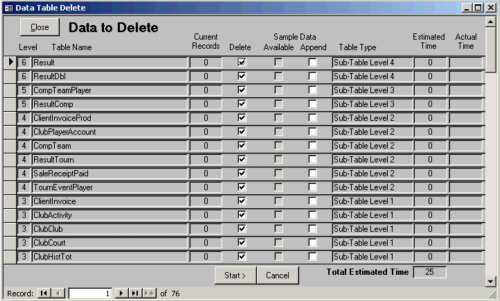 Data Table Delete
Close
Data to Delete
Current Records
Sample Data
Estimated Time
Actual Time
Level Table Name Delete Available Append Table Type
6 Result 0 Sub-Table Level 4 0
6 ResultDbl 0 Sub-Table Level 4 0
5 CompTeamPlayer 0 Sub-Table Level 3 0
5 ResultComp 0 Sub-Table Level 3 0
4 ClientInvoiceProd 0 Sub-Table Level 2 0
4 ClubPlayerAccount 0 Sub-Table Level 2 0
4 CompTeam 0 Sub-Table Level 2 0
4 ResultTourn 0 Sub-Table Level 2 0
4 SaleReceiptPaid 0 Sub-Table Level 2 0
4 TournEventPlayer 0 Sub-Table Level 2 0
3 ClientInvoice 0 Sub-Table Level 1 0
3 ClubActivity 0 Sub-Table Level 1 0
3 ClubClub 0 Sub-Table Level 1 0
3 ClubCourt 0 Sub-Table Level 1 0
3 ClubHistTot 0 Sub-Table Level 1 0
Start > Cancel Total Estimated Time 25
Record: 1 of 76